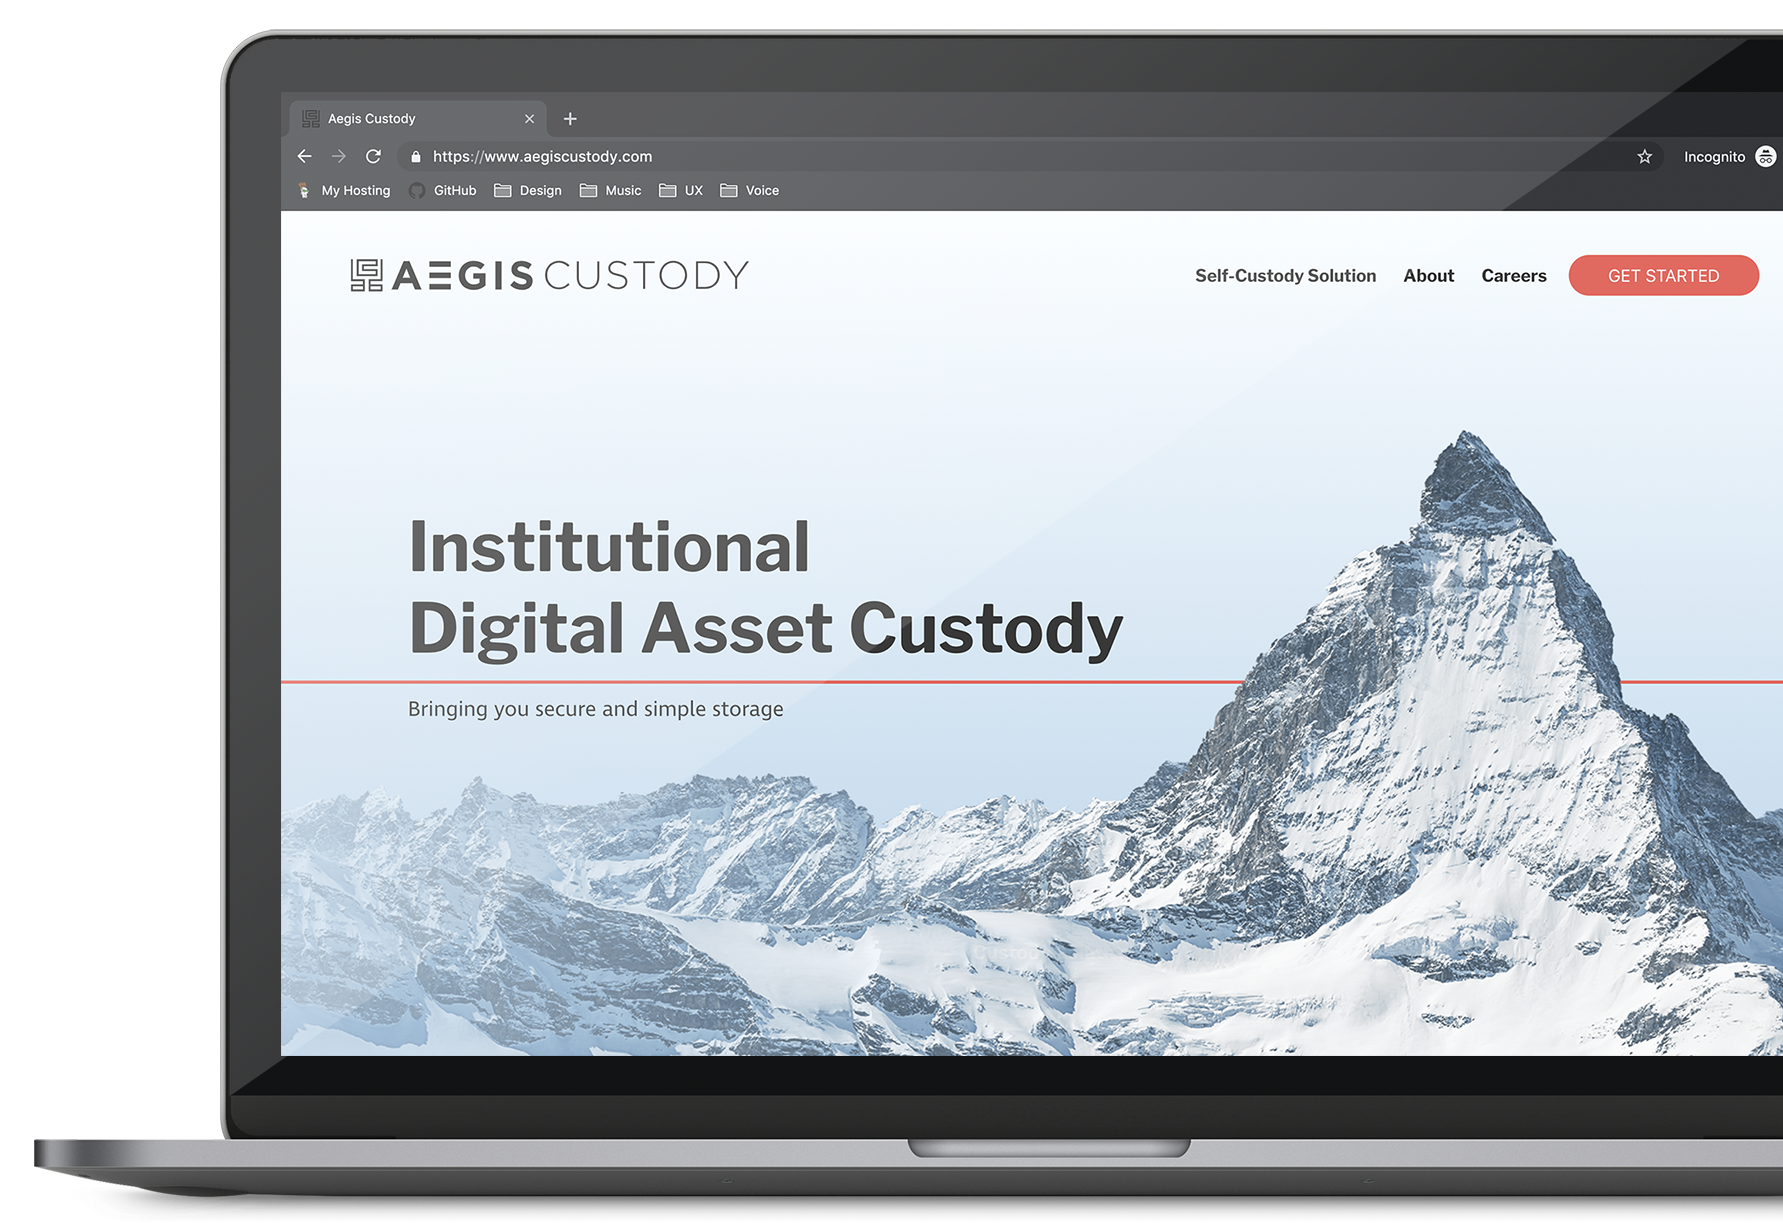 Aegis Custody
https://www.aegiscustody.com
Incognito
My Hosting GitHub Design Music UX Voice
AEGIS CUSTODY
Self-Custody Solution About Careers GET STARTED
Institutional
Digital Asset Custody
Bringing you secure and simple storage